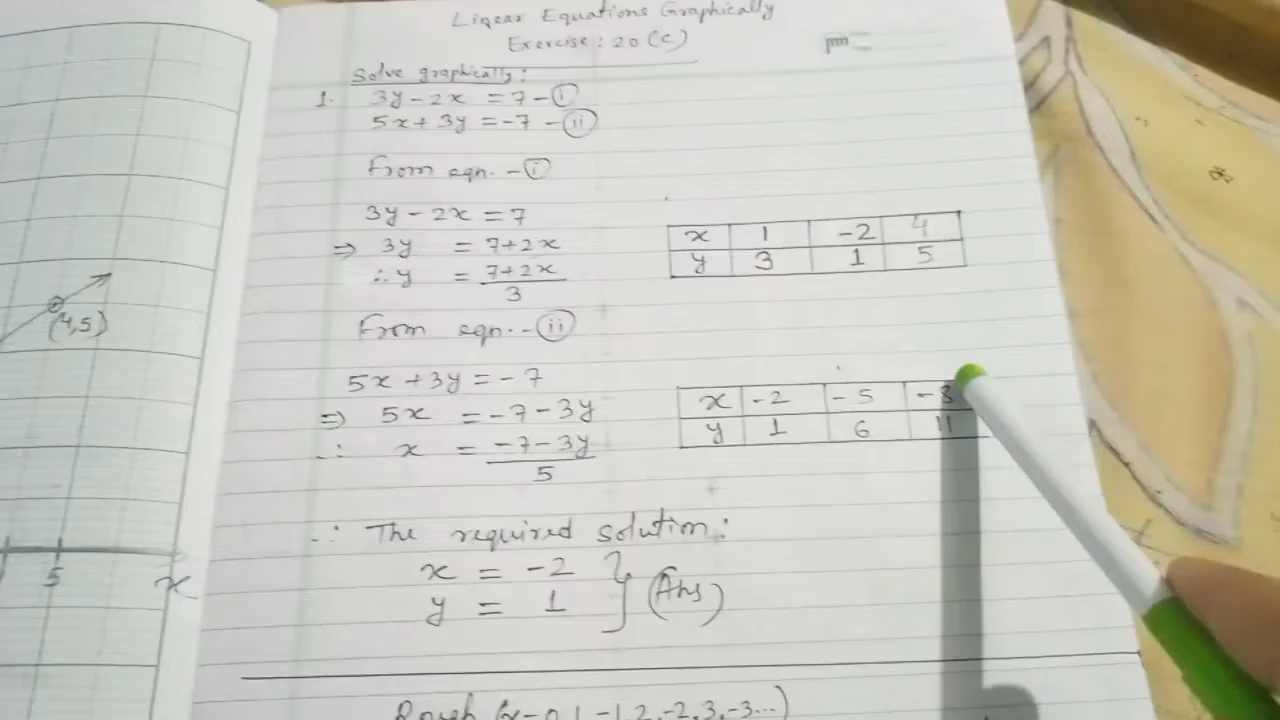 Linear Equations Graphically
Exercise: 20 (c)
Solve graphically:
1. 3y - 2x = 7 - (i)
5x + 3y = -7 - (ii)
From eqn. - (i)
3y - 2x = 7
⇒ 3y = 7+2x
∴ y = 7+2x / 3
x 1 -2 4
y 3 1 5
From eqn. - (ii)
5x + 3y = -7
⇒ 5x = -7 - 3y
∴ x = -7 - 3y / 5
x -2 -5 -8
y 1 6 11
∴ The required solution:
x = -2
y = 1 } (Ans)
(4,5)
5 x